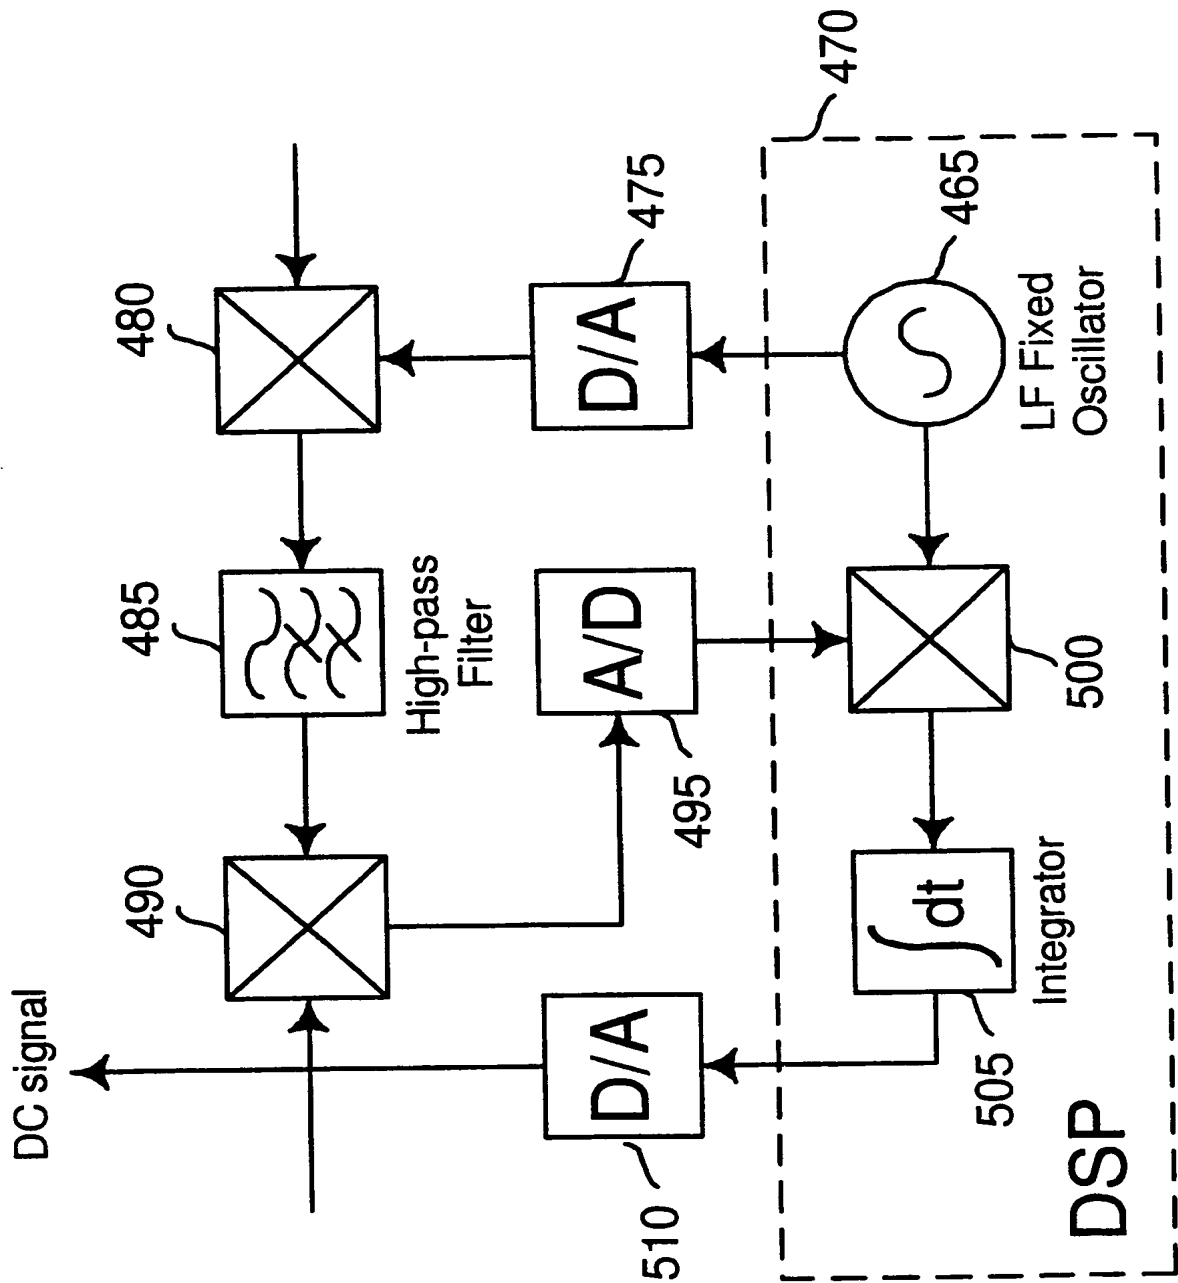 DC signal
490
485
High-pass
Filter
480
510
D/A
495
A/D
D/A
475
470
505
∫dt
Integrator
500
465
LF Fixed
Oscillator
DSP